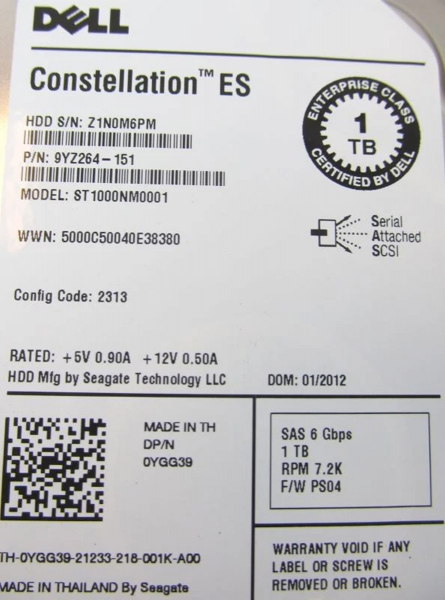 DELL
Constellation™ ES
HDD S/N: Z1N0M6PM
P/N: 9YZ264-151
MODEL: ST1000NM0001
ENTERPRISE CLASS
1
TB
CERTIFIED BY DELL
WWN: 5000C50040E38380
Serial
Attached
SCSI
Config Code: 2313
RATED: +5V 0.90A +12V 0.50A
HDD Mfg by Seagate Technology LLC
DOM: 01/2012
MADE IN TH
DP/N
0YGG39
SAS 6 Gbps
1 TB
RPM 7.2K
F/W PS04
TH-0YGG39-21233-218-001K-A00
MADE IN THAILAND By Seagate
WARRANTY VOID IF ANY
LABEL OR SCREW IS
REMOVED OR BROKEN.